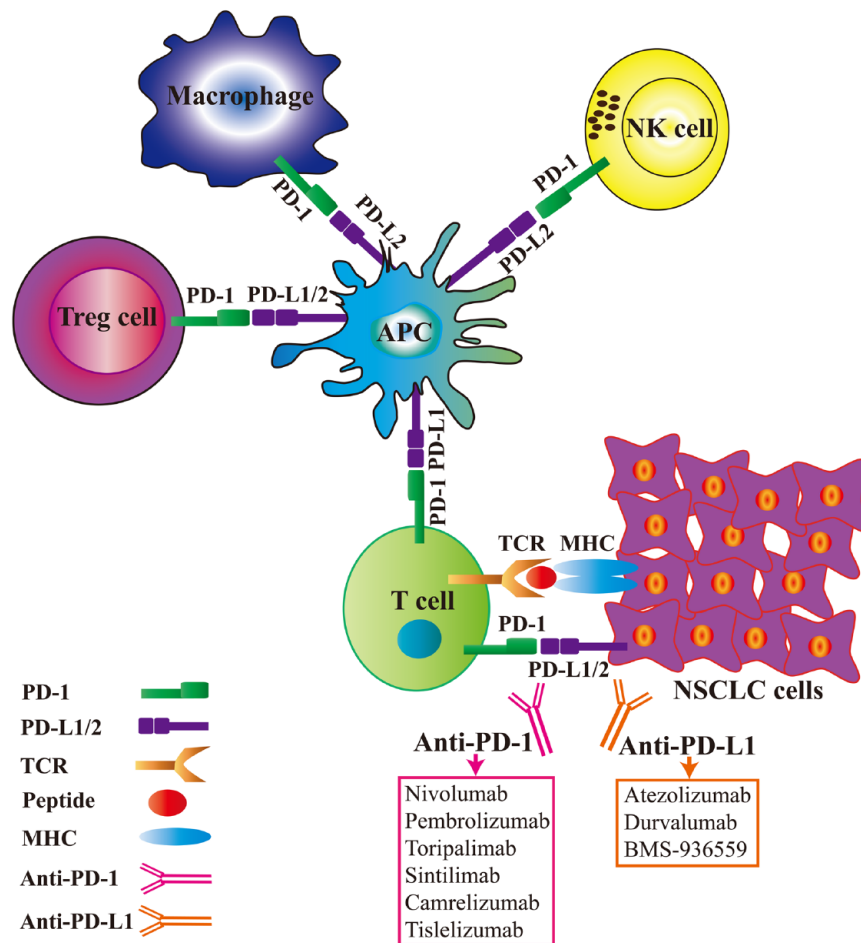 Macrophage
NK cell
PD-1
PD-L2
PD-1
PD-L2
Treg cell
PD-1
PD-L1/2
APC
PD-1 PD-L1
TCR
MHC
T cell
PD-1
PD-L1/2
NSCLC cells
PD-1
PD-L1/2
TCR
Peptide
MHC
Anti-PD-1
Anti-PD-L1
Anti-PD-1
Nivolumab
Pembrolizumab
Toripalimab
Sintilimab
Camrelizumab
Tislelizumab
Anti-PD-L1
Atezolizumab
Durvalumab
BMS-936559